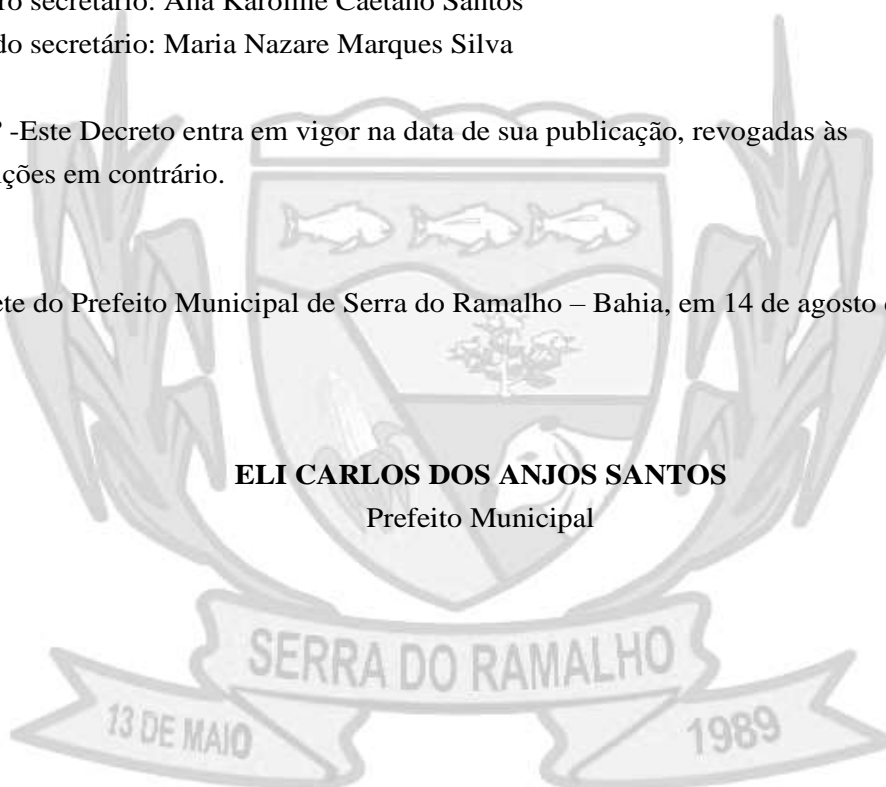 ro secretário: Ana Karoline Caetano Santos
do secretário: Maria Nazare Marques Silva
º -Este Decreto entra em vigor na data de sua publicação, revogadas às
ições em contrário.
ete do Prefeito Municipal de Serra do Ramalho – Bahia, em 14 de agosto
ELI CARLOS DOS ANJOS SANTOS
Prefeito Municipal
SERRA DO RAMALHO
13 DE MAIO
1989